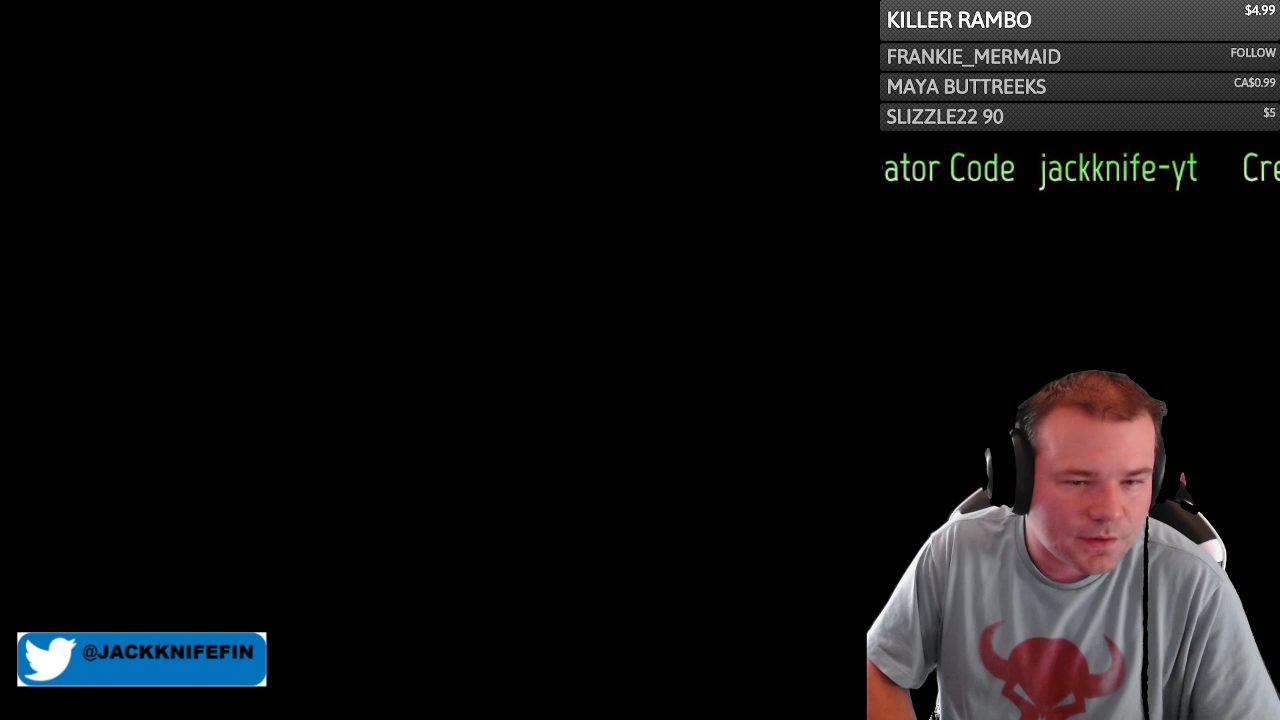 KILLER RAMBO $4.99
FRANKIE_MERMAID FOLLOW
MAYA BUTTREEKS CA$0.99
SLIZZLE22 90 $5
ator Code jackknife-yt Cre
@JACKKNIFEFIN